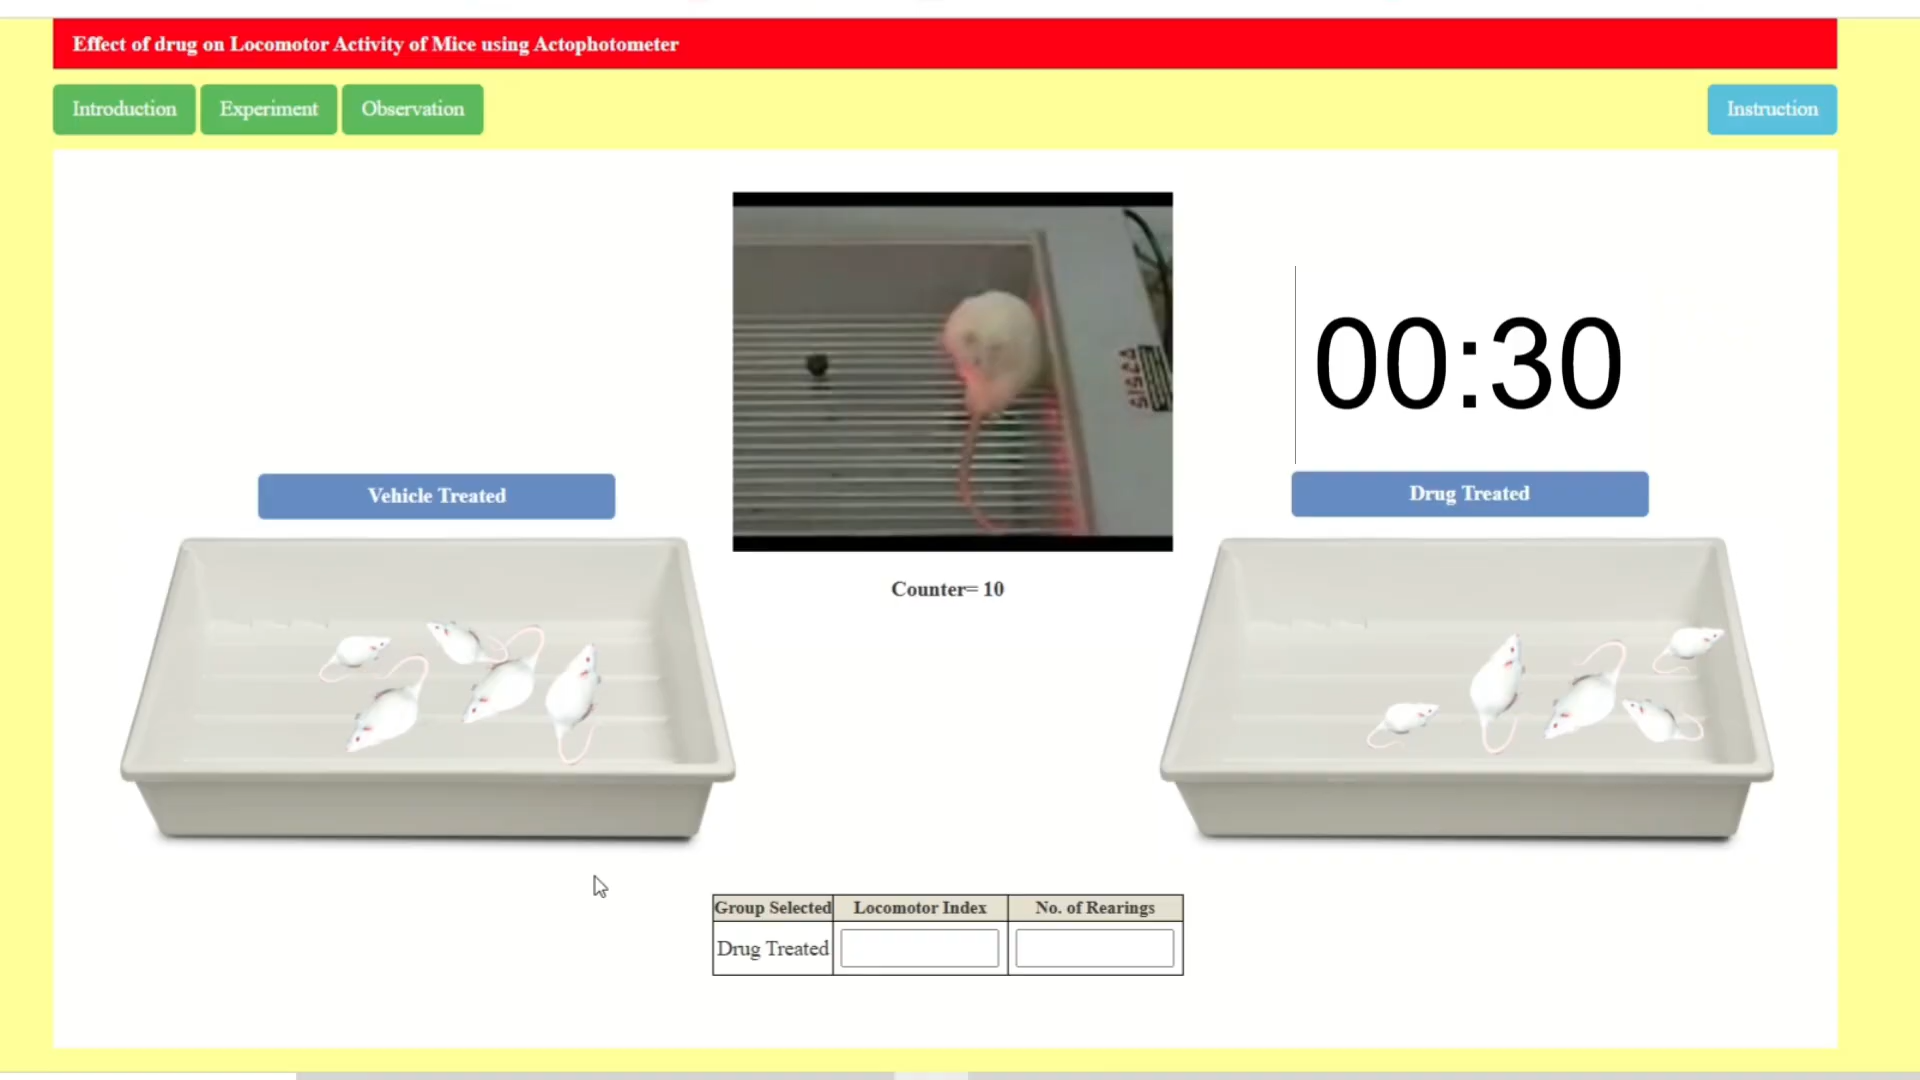 Effect of drug on Locomotor Activity of Mice using Actophotometer
Introduction
Experiment
Observation
Instruction
00:30
Vehicle Treated
Drug Treated
Counter= 10
Group Selected
Locomotor Index
No. of Rearings
Drug Treated